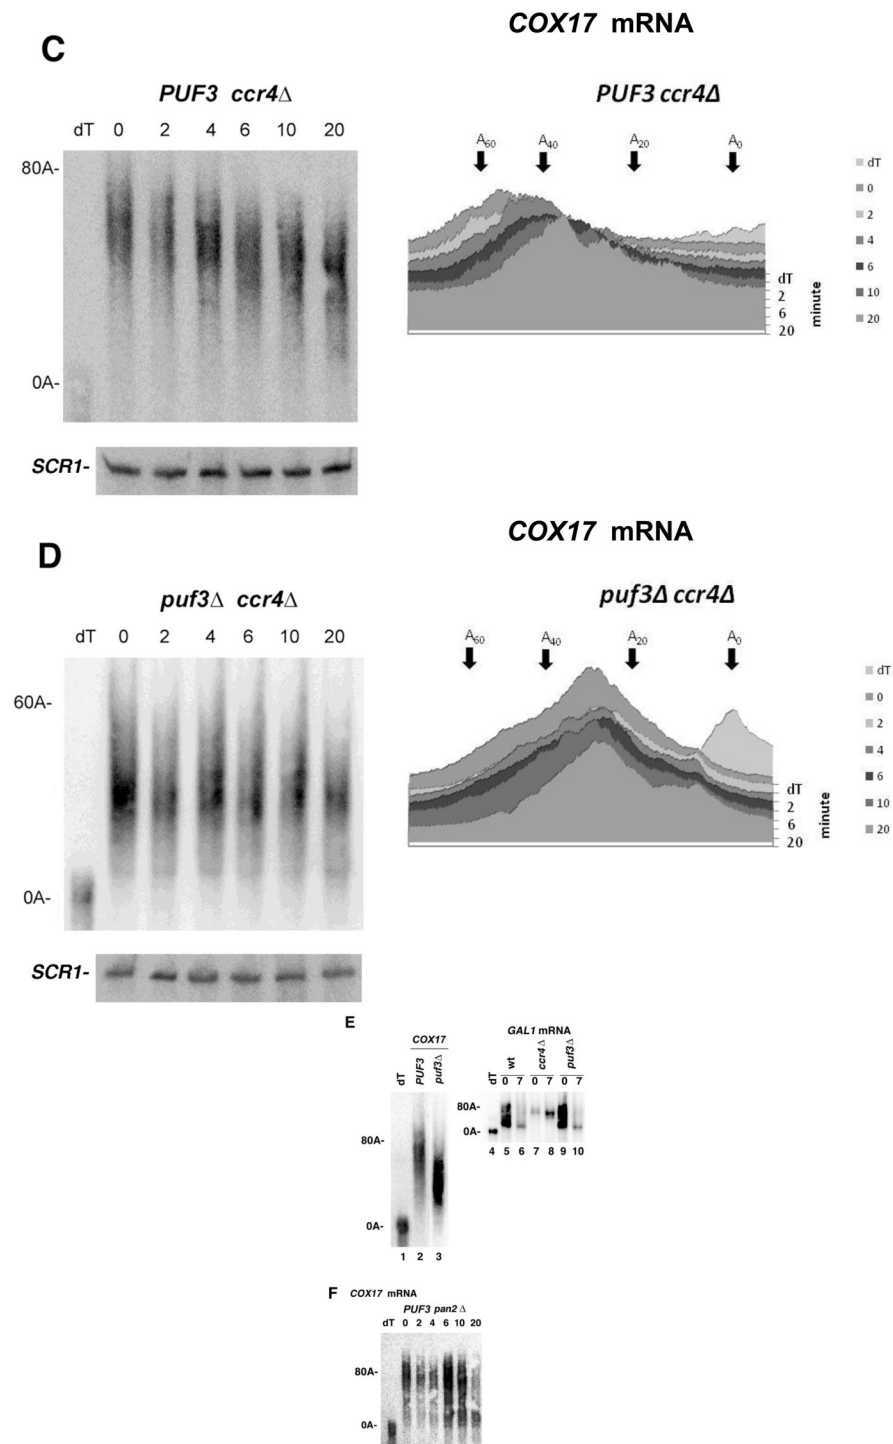 COX17 mRNA
C
PUF3 ccr4Δ
dT 0 2 4 6 10 20
80A-
0A-
SCR1-
PUF3 ccr4Δ
A60 A40 A20 A0
dT
0
2
4
6
10
20
dT
2
6
20
minute
COX17 mRNA
D
puf3Δ ccr4Δ
dT 0 2 4 6 10 20
60A-
0A-
SCR1-
puf3Δ ccr4Δ
A60 A40 A20 A0
dT
0
2
4
6
10
20
dT
2
6
20
minute
E
COX17
dT PUF3 puf3Δ
80A-
0A-
1 2 3
GAL1 mRNA
dT wt ccr4Δ puf3Δ
0 7 0 7 0 7
80A-
0A-
4 5 6 7 8 9 10
F COX17 mRNA
PUF3 pan2 Δ
dT 0 2 4 6 10 20
80A-
0A-